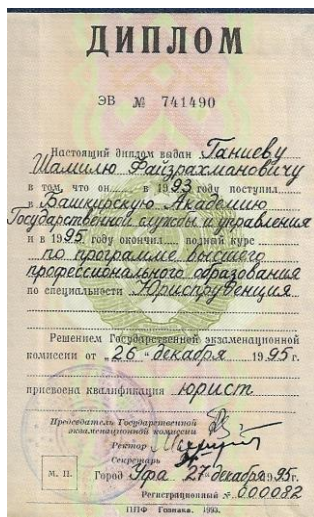 ДИПЛОМ
ЭВ № 741490
Настоящий диплом выдан Ганиеву
Шамилю Файзрахмановичу
в том, что он в 1993 году поступил
в Башкирскую Академию
Государственной службы и управления
и в 1995 году окончил полный курс
по программе высшего
профессионального образования
по специальности Юриспруденция
Решением Государственной экзаменационной
комиссии от „26“ декабря 1995 г.
присвоена квалификация юрист
Председатель Государственной
экзаменационной комиссии
Ректор
Секретарь
М. П. Город Уфа 27 декабря 1995 г.
Регистрационный № 000082
ППФ Гознака. 1993.